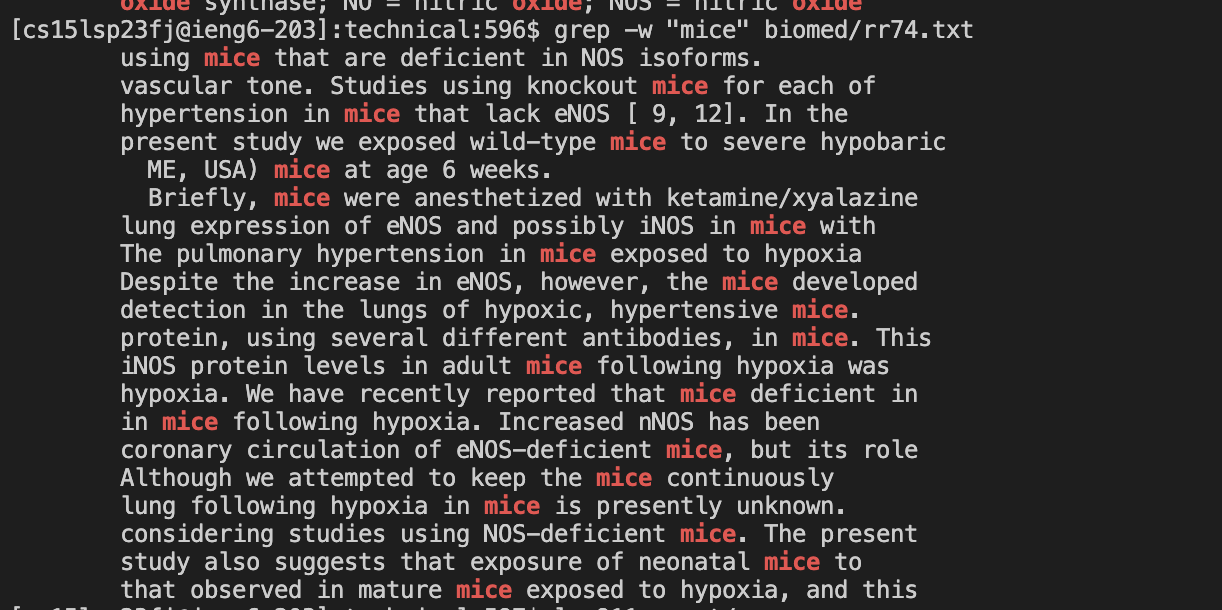 oxide synthase; NO = nitric oxide; NOS = nitric oxide
[cs15lsp23fj@ieng6-203]:technical:596$ grep -w "mice" biomed/rr74.txt
using mice that are deficient in NOS isoforms.
vascular tone. Studies using knockout mice for each of
hypertension in mice that lack eNOS [ 9, 12]. In the
present study we exposed wild-type mice to severe hypobaric
ME, USA) mice at age 6 weeks.
Briefly, mice were anesthetized with ketamine/xyalazine
lung expression of eNOS and possibly iNOS in mice with
The pulmonary hypertension in mice exposed to hypoxia
Despite the increase in eNOS, however, the mice developed
detection in the lungs of hypoxic, hypertensive mice.
protein, using several different antibodies, in mice. This
iNOS protein levels in adult mice following hypoxia was
hypoxia. We have recently reported that mice deficient in
in mice following hypoxia. Increased nNOS has been
coronary circulation of eNOS-deficient mice, but its role
Although we attempted to keep the mice continuously
lung following hypoxia in mice is presently unknown.
considering studies using NOS-deficient mice. The present
study also suggests that exposure of neonatal mice to
that observed in mature mice exposed to hypoxia, and this